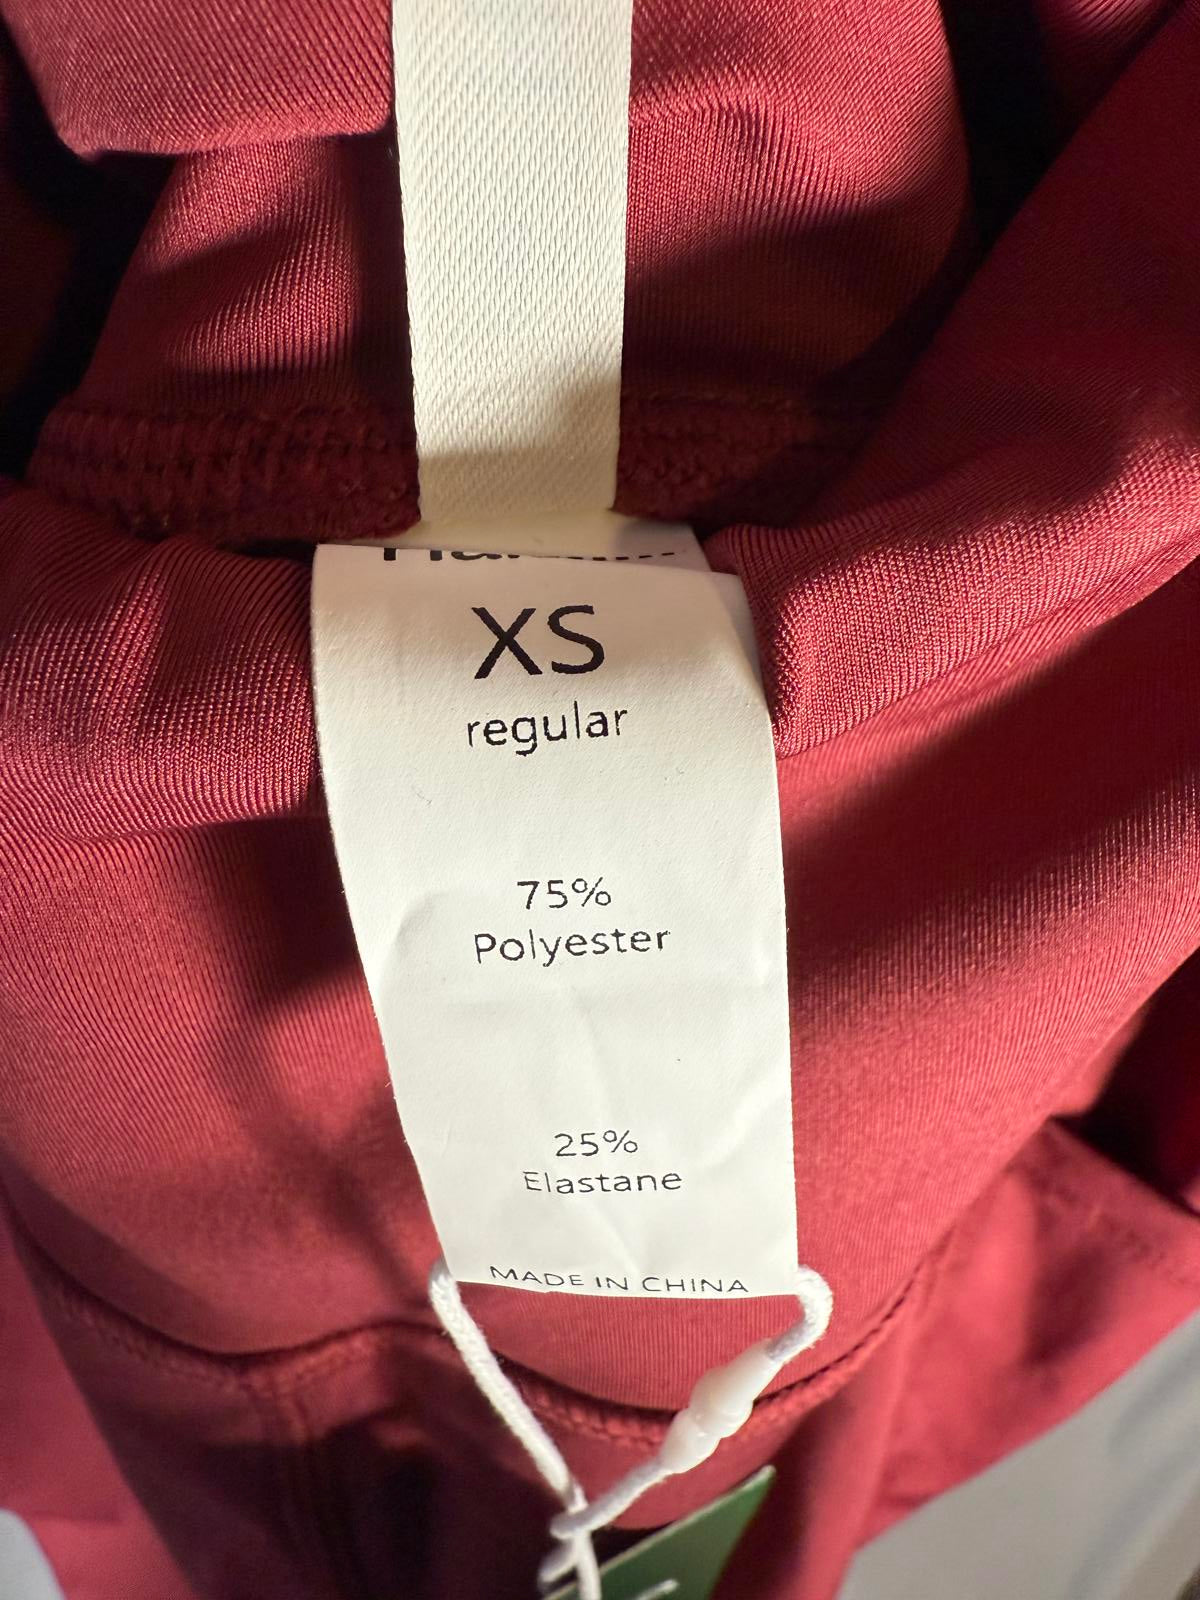 XS
regular
75%
Polyester
25%
Elastane
MADE IN CHINA